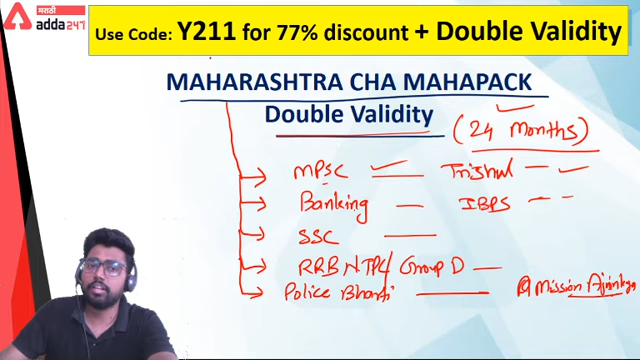 मराठी
adda247
Use Code: Y211 for 77% discount + Double Validity
MAHARASHTRA CHA MAHAPACK
Double Validity
(24 Months)
MPSC Trishul
Banking IBPS
SSC
RRB NTPC/Group D
Police Bharti Mission Ajinkya